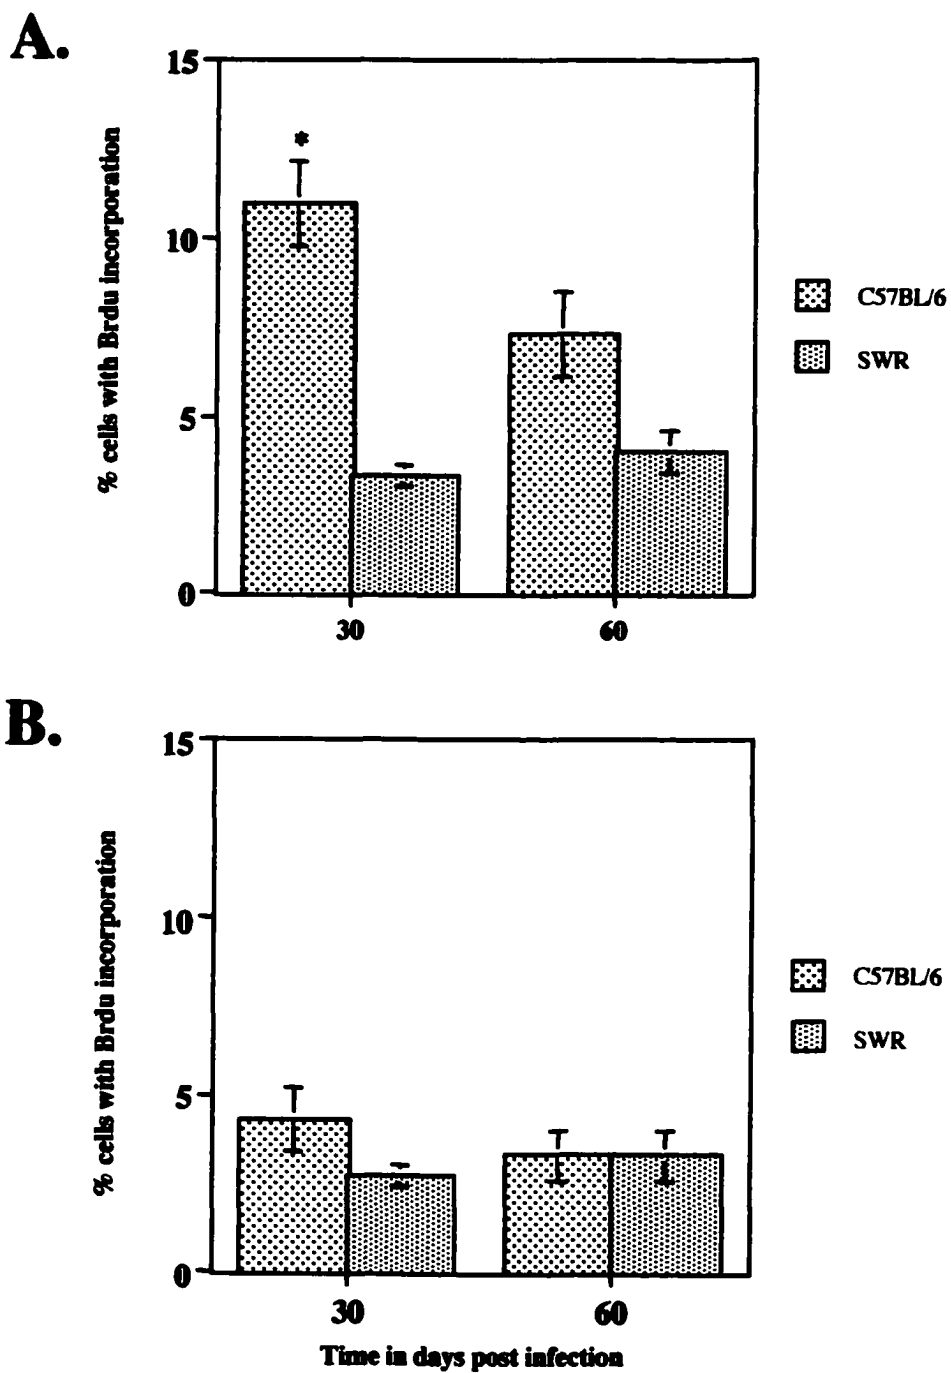 A.
15
*
10
5
0
% cells with Brdu incorporation
30
60
C57BL/6
SWR
B.
15
10
5
0
% cells with Brdu incorporation
30
60
C57BL/6
SWR
Time in days post infection